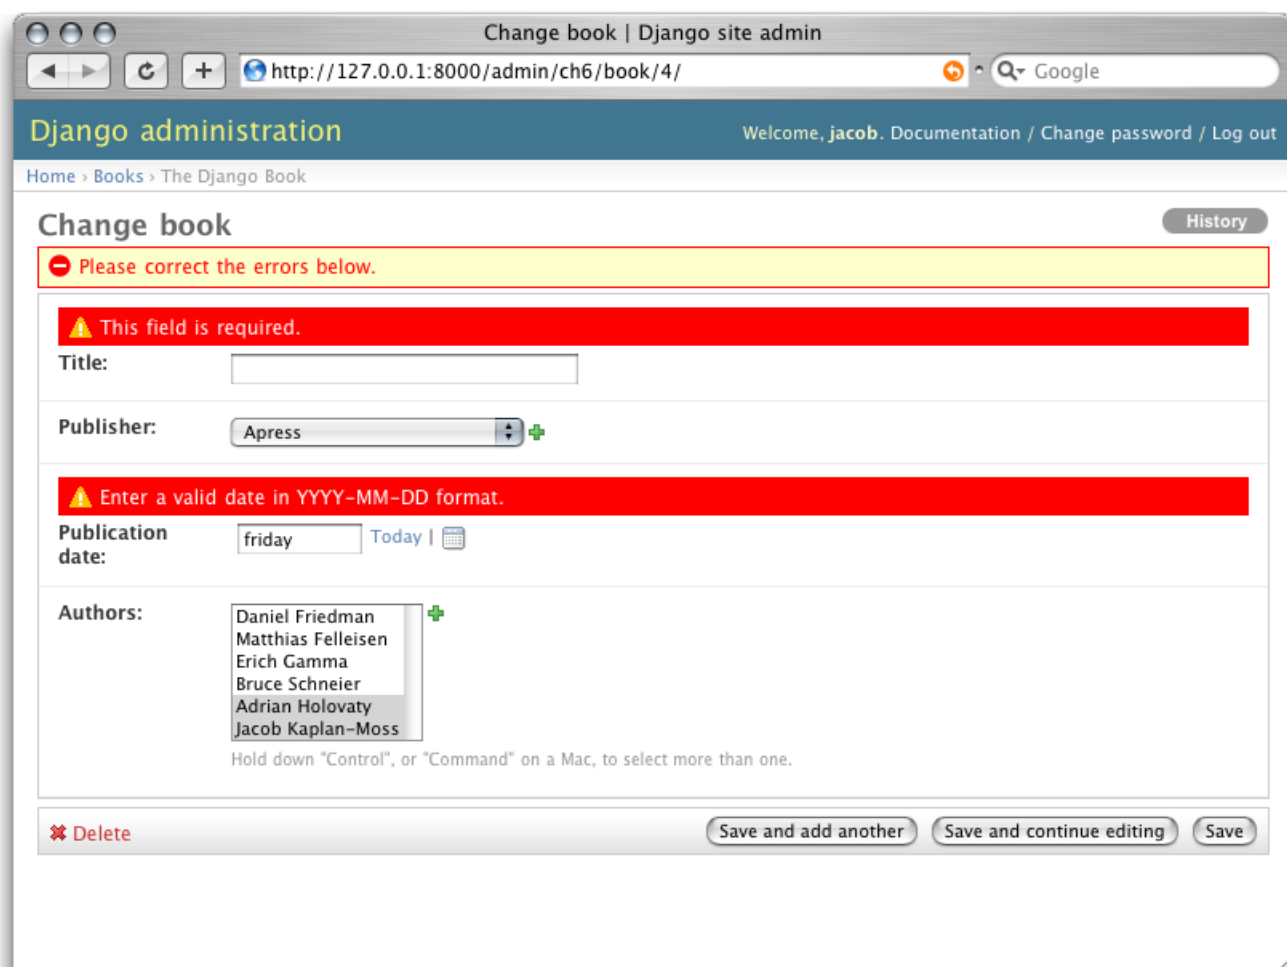 Change book | Django site admin
http://127.0.0.1:8000/admin/ch6/book/4/
Google
Django administration
Welcome, jacob. Documentation / Change password / Log out
Home › Books › The Django Book
Change book
History
Please correct the errors below.
This field is required.
Title:
Publisher:
Apress
Enter a valid date in YYYY-MM-DD format.
Publication
date:
friday
Today |
Authors:
Daniel Friedman
Matthias Felleisen
Erich Gamma
Bruce Schneier
Adrian Holovaty
Jacob Kaplan-Moss
Hold down "Control", or "Command" on a Mac, to select more than one.
Delete
Save and add another
Save and continue editing
Save